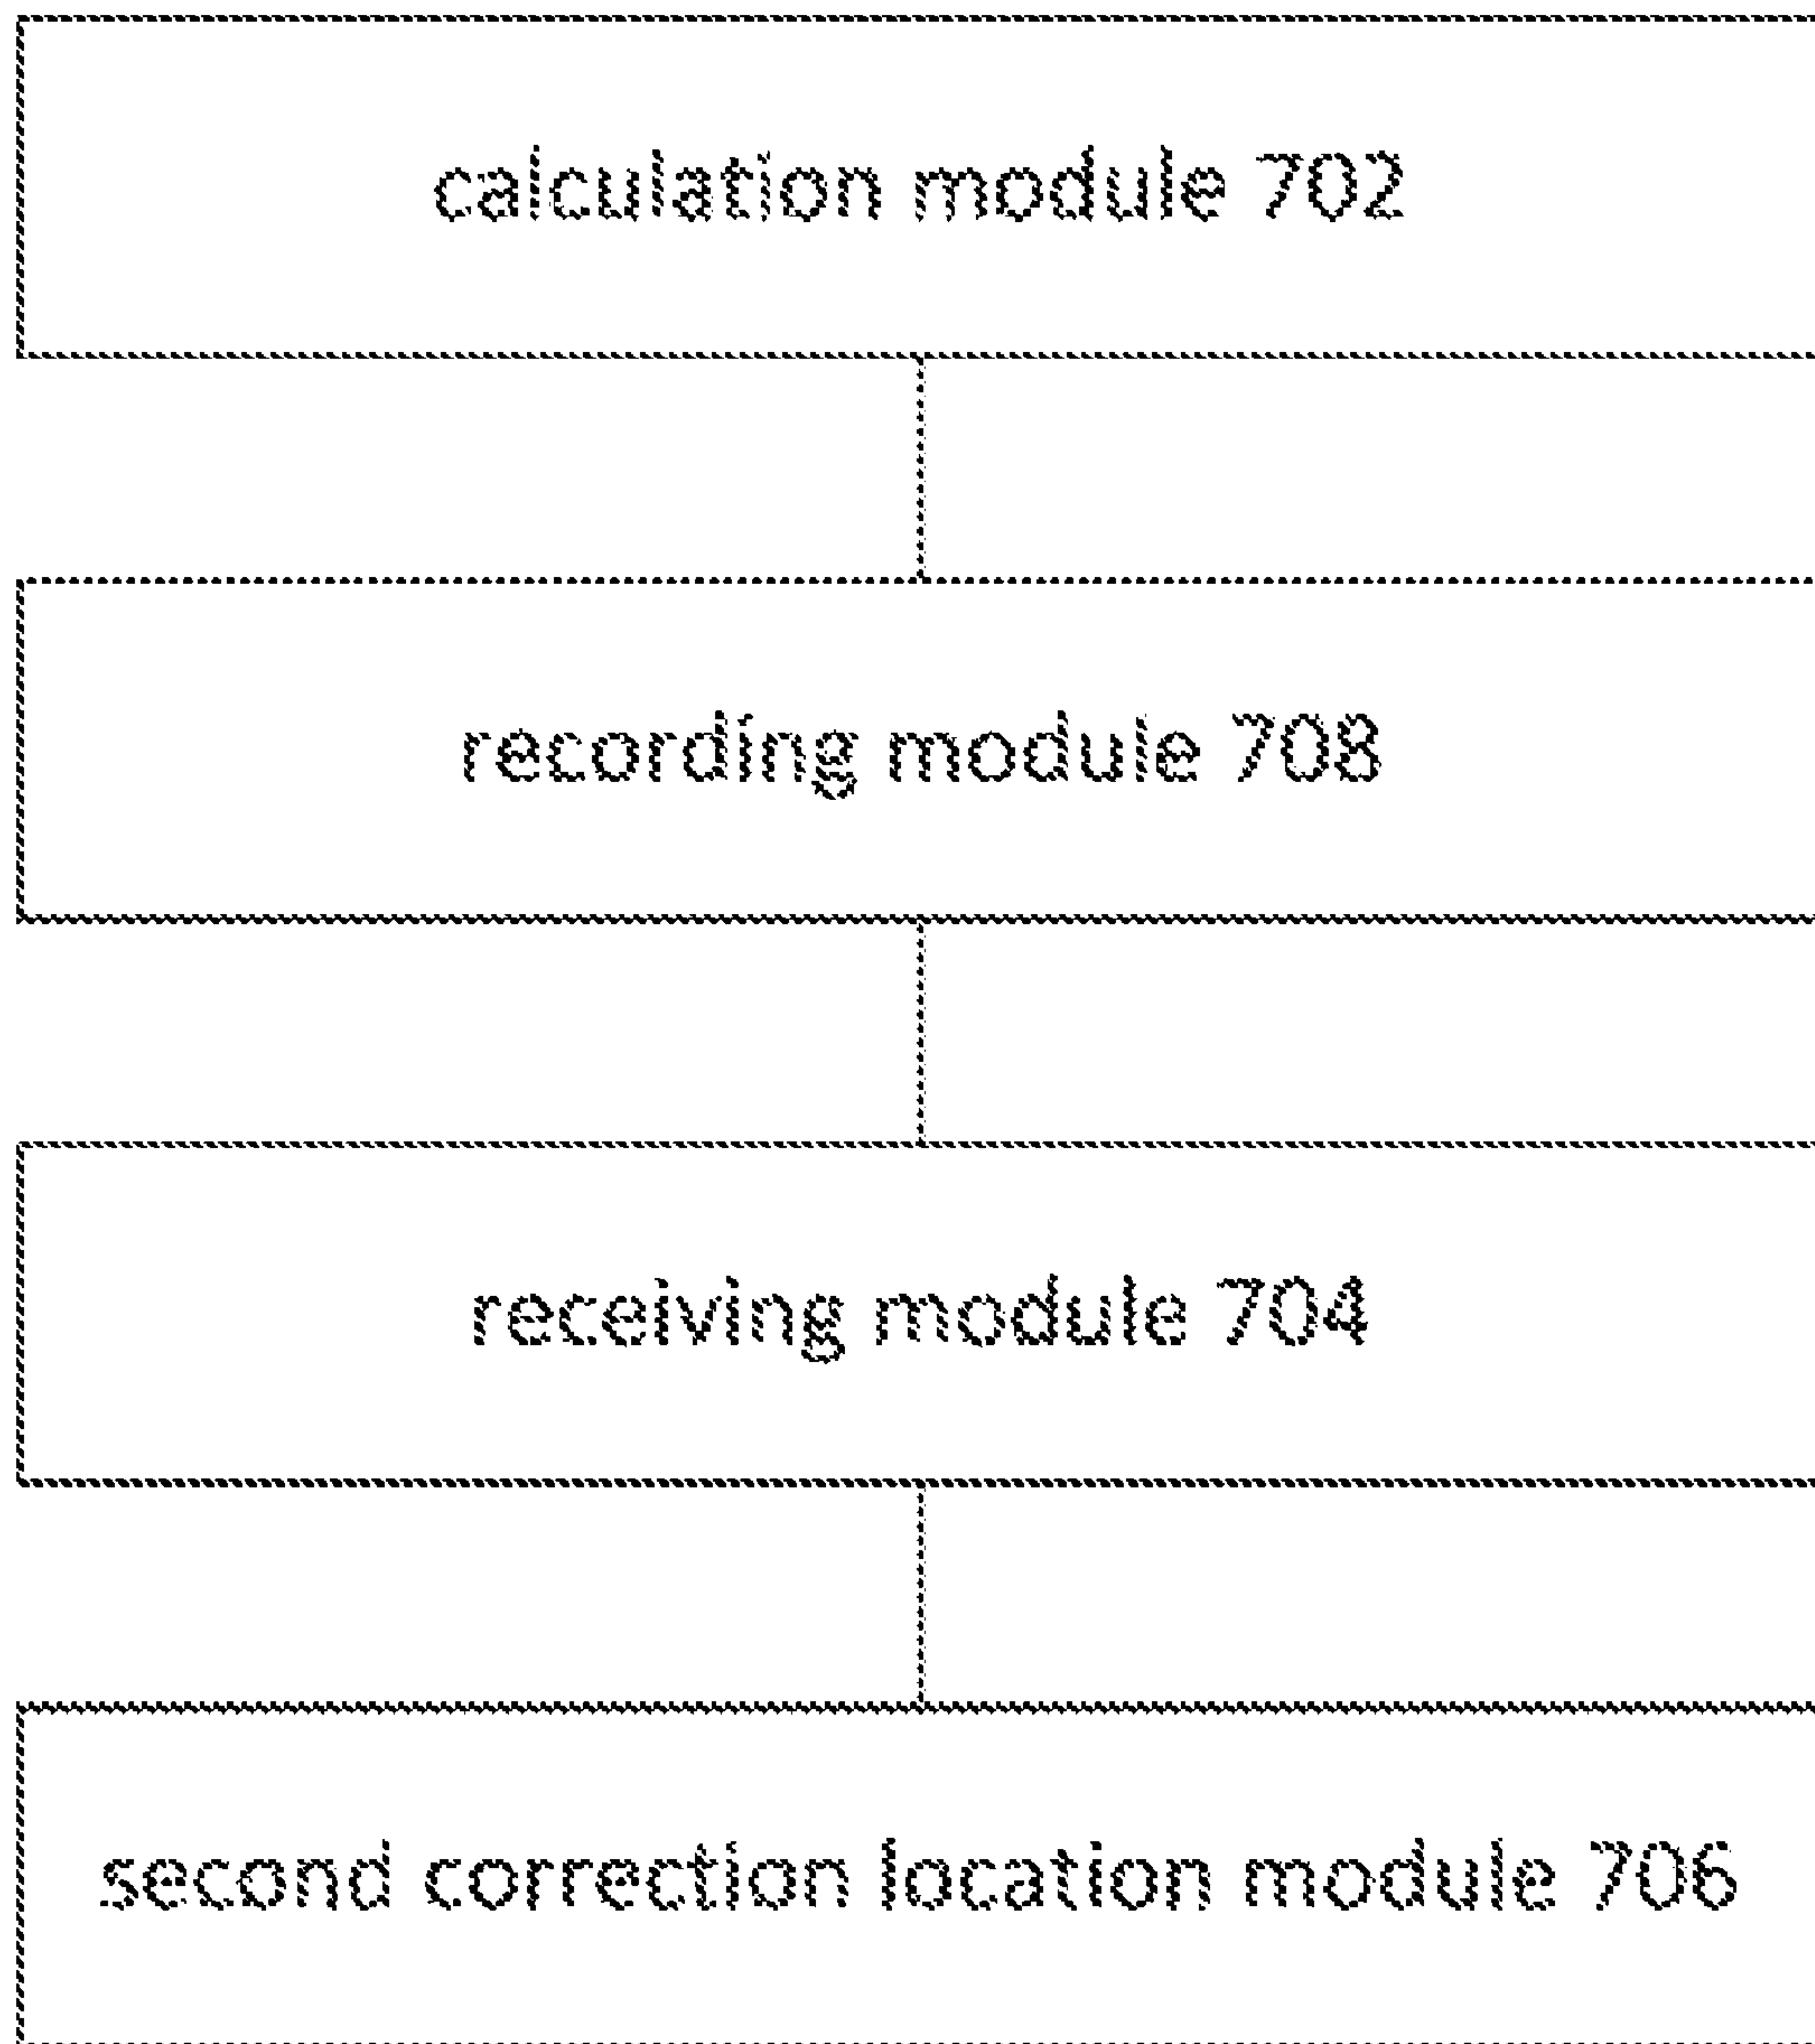 calculation module 702
recording module 708
receiving module 704
second correction location module 706